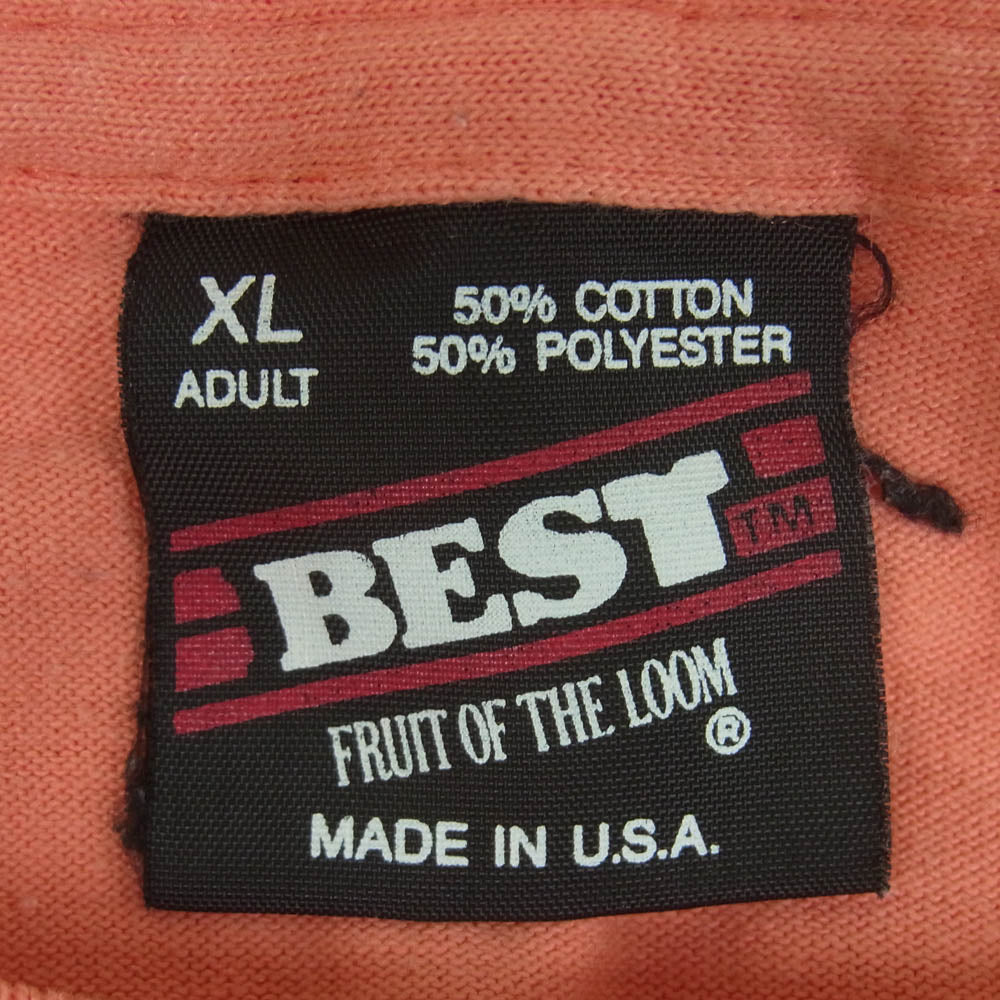 XL
ADULT
50% COTTON
50% POLYESTER
BEST TM
FRUIT OF THE LOOM ®
MADE IN U.S.A.